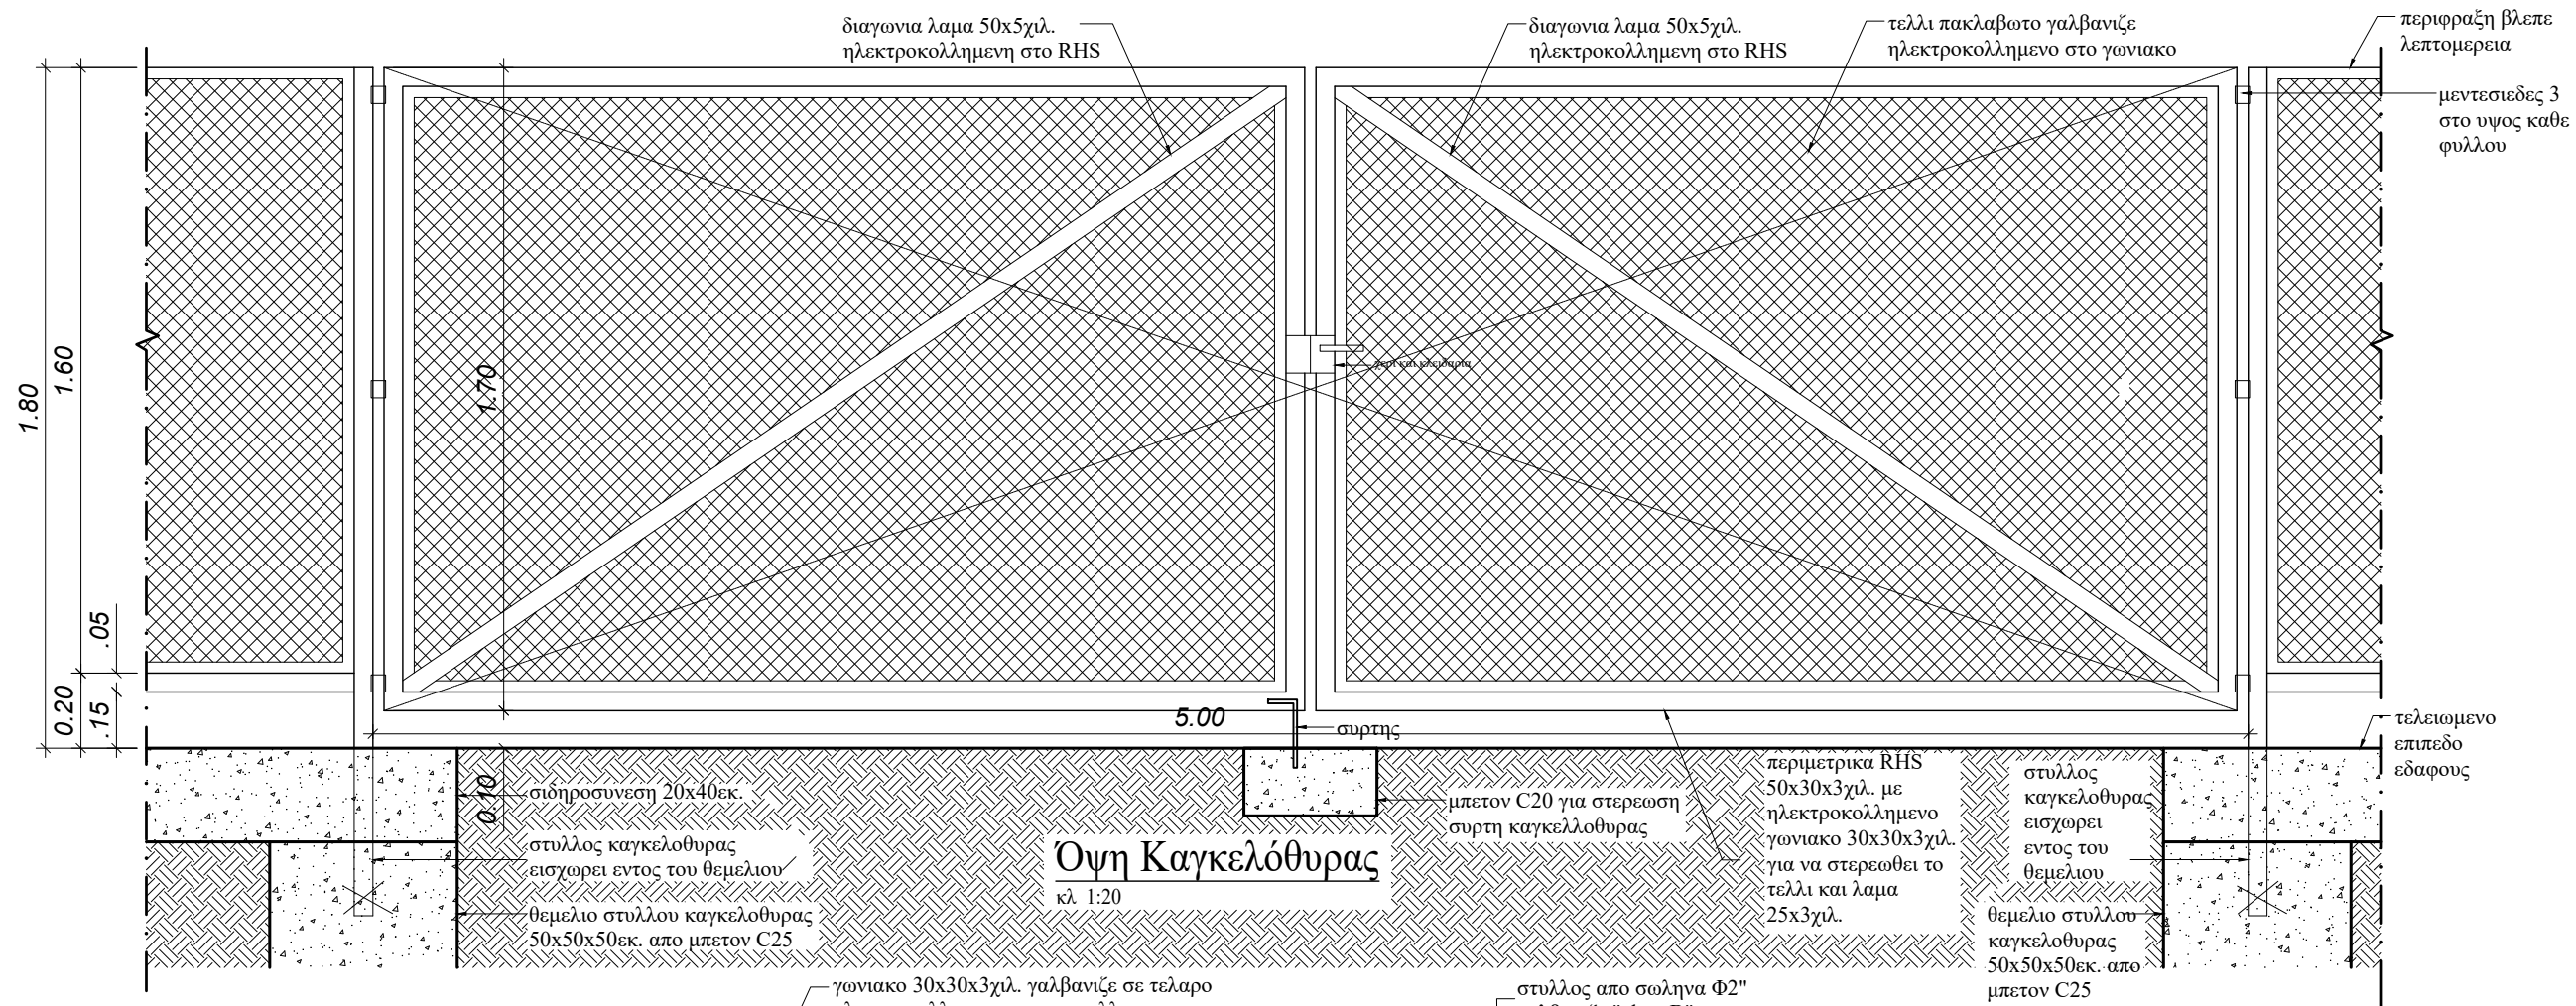 διαγωνια λαμα 50x5χιλ.
ηλεκτροκολλημενη στο RHS
διαγωνια λαμα 50x5χιλ.
ηλεκτροκολλημενη στο RHS
τελλι πακλαβωτο γαλβανιζε
ηλεκτροκολλημενο στο γωνιακο
περιφραξη βλεπε
λεπτομερεια
μεντεσιεδες 3
στο υψος καθε
φυλλου
1.80
1.60
1.70
χερι και κλειδαρια
.05
0.20
.15
5.00
συρτης
τελειωμενο
επιπεδο
εδαφους
0.10
σιδηροσυνεση 20x40εκ.
στυλλος καγκελοθυρας
εισχωρει εντος του θεμελιου
θεμελιο στυλλου καγκελοθυρας
50x50x50εκ. απο μπετον C25
μπετον C20 για στερεωση
συρτη καγκελλοθυρας
Όψη Καγκελόθυρας
κλ 1:20
περιμετρικα RHS
50x30x3χιλ. με
ηλεκτροκολλημενο
γωνιακο 30x30x3χιλ.
για να στερεωθει το
τελλι και λαμα
25x3χιλ.
στυλλος
καγκελοθυρας
εισχωρει
εντος του
θεμελιου
θεμελιο στυλλου
καγκελοθυρας
50x50x50εκ. απο
μπετον C25
γωνιακο 30x30x3χιλ. γαλβανιζε σε τελαρο
στυλλος απο σωληνα Φ2"